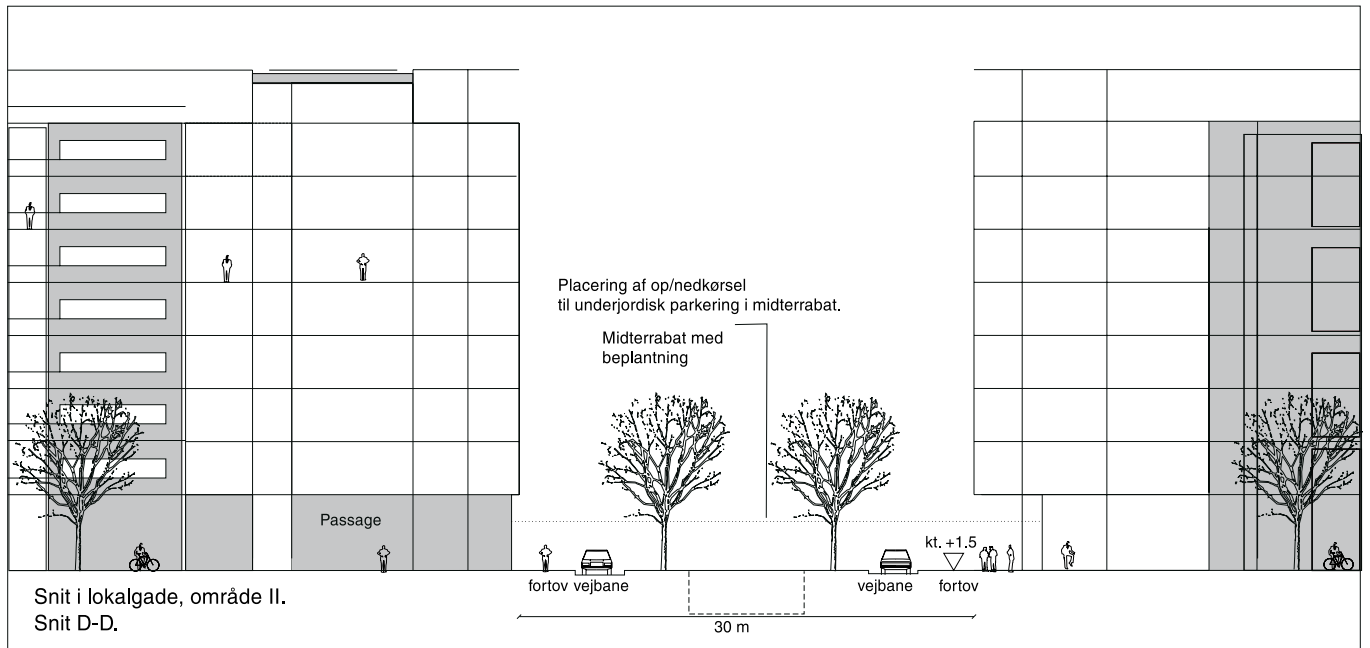 Placering af op/nedkørsel
til underjordisk parkering i midterrabat.
Midterrabat med
beplantning
Passage
kt. +1.5
fortov vejbane
vejbane
fortov
30 m
Snit i lokalgade, område II.
Snit D-D.